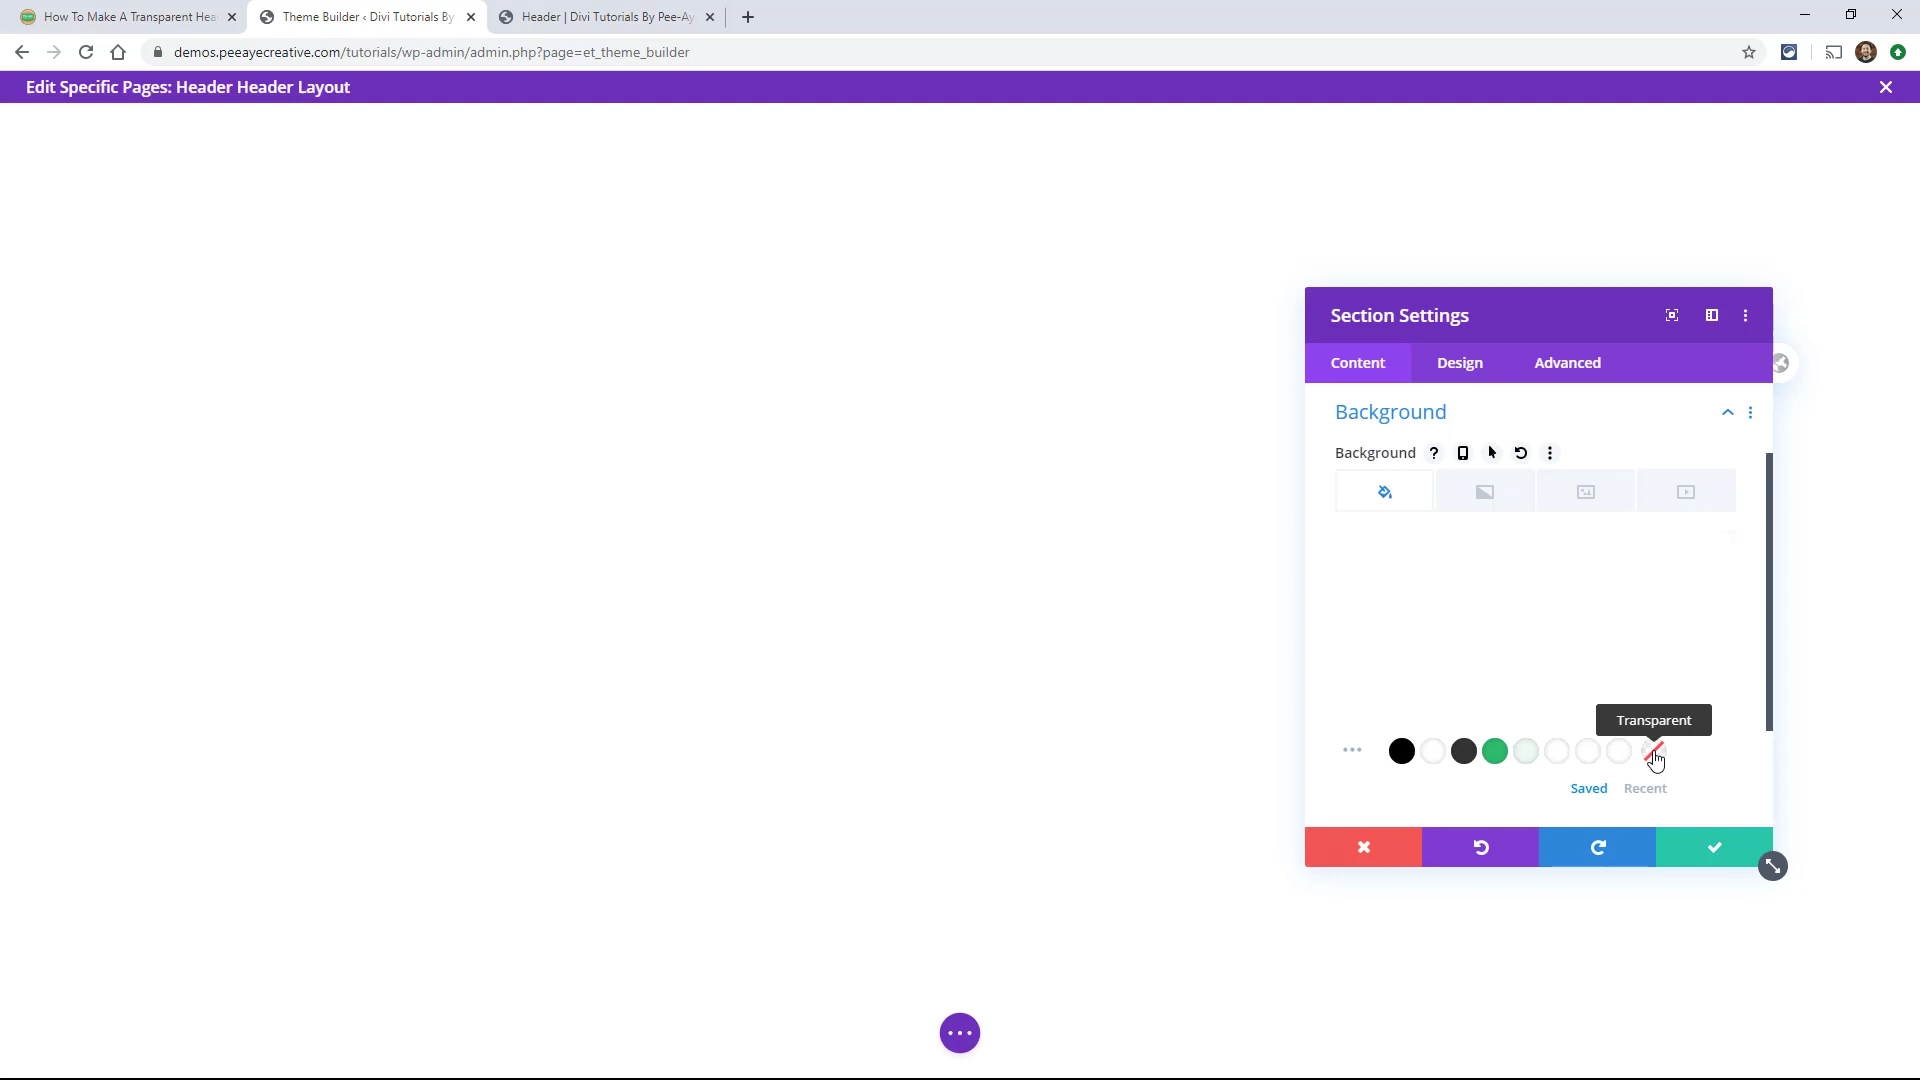 How To Make A Transparent Hea
Theme Builder ‹ Divi Tutorials By
Header | Divi Tutorials By Pee-Ay
demos.peeayecreative.com/tutorials/wp-admin/admin.php?page=et_theme_builder
Edit Specific Pages: Header Header Layout
Section Settings
Content
Design
Advanced
Background
Background ?
Transparent
Saved
Recent